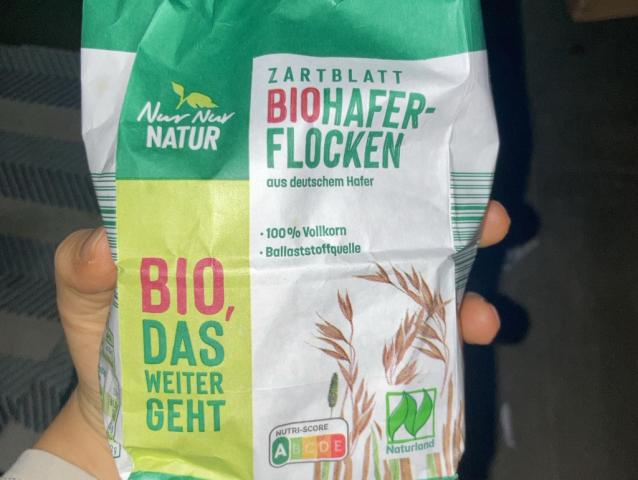 Nur Nur
NATUR
ZARTBLATT
BIOHAFER-
FLOCKEN
aus deutschem Hafer
• 100% Vollkorn
• Ballaststoffquelle
BIO,
DAS
WEITER
GEHT
NUTRI-SCORE
A B C D E
Naturland